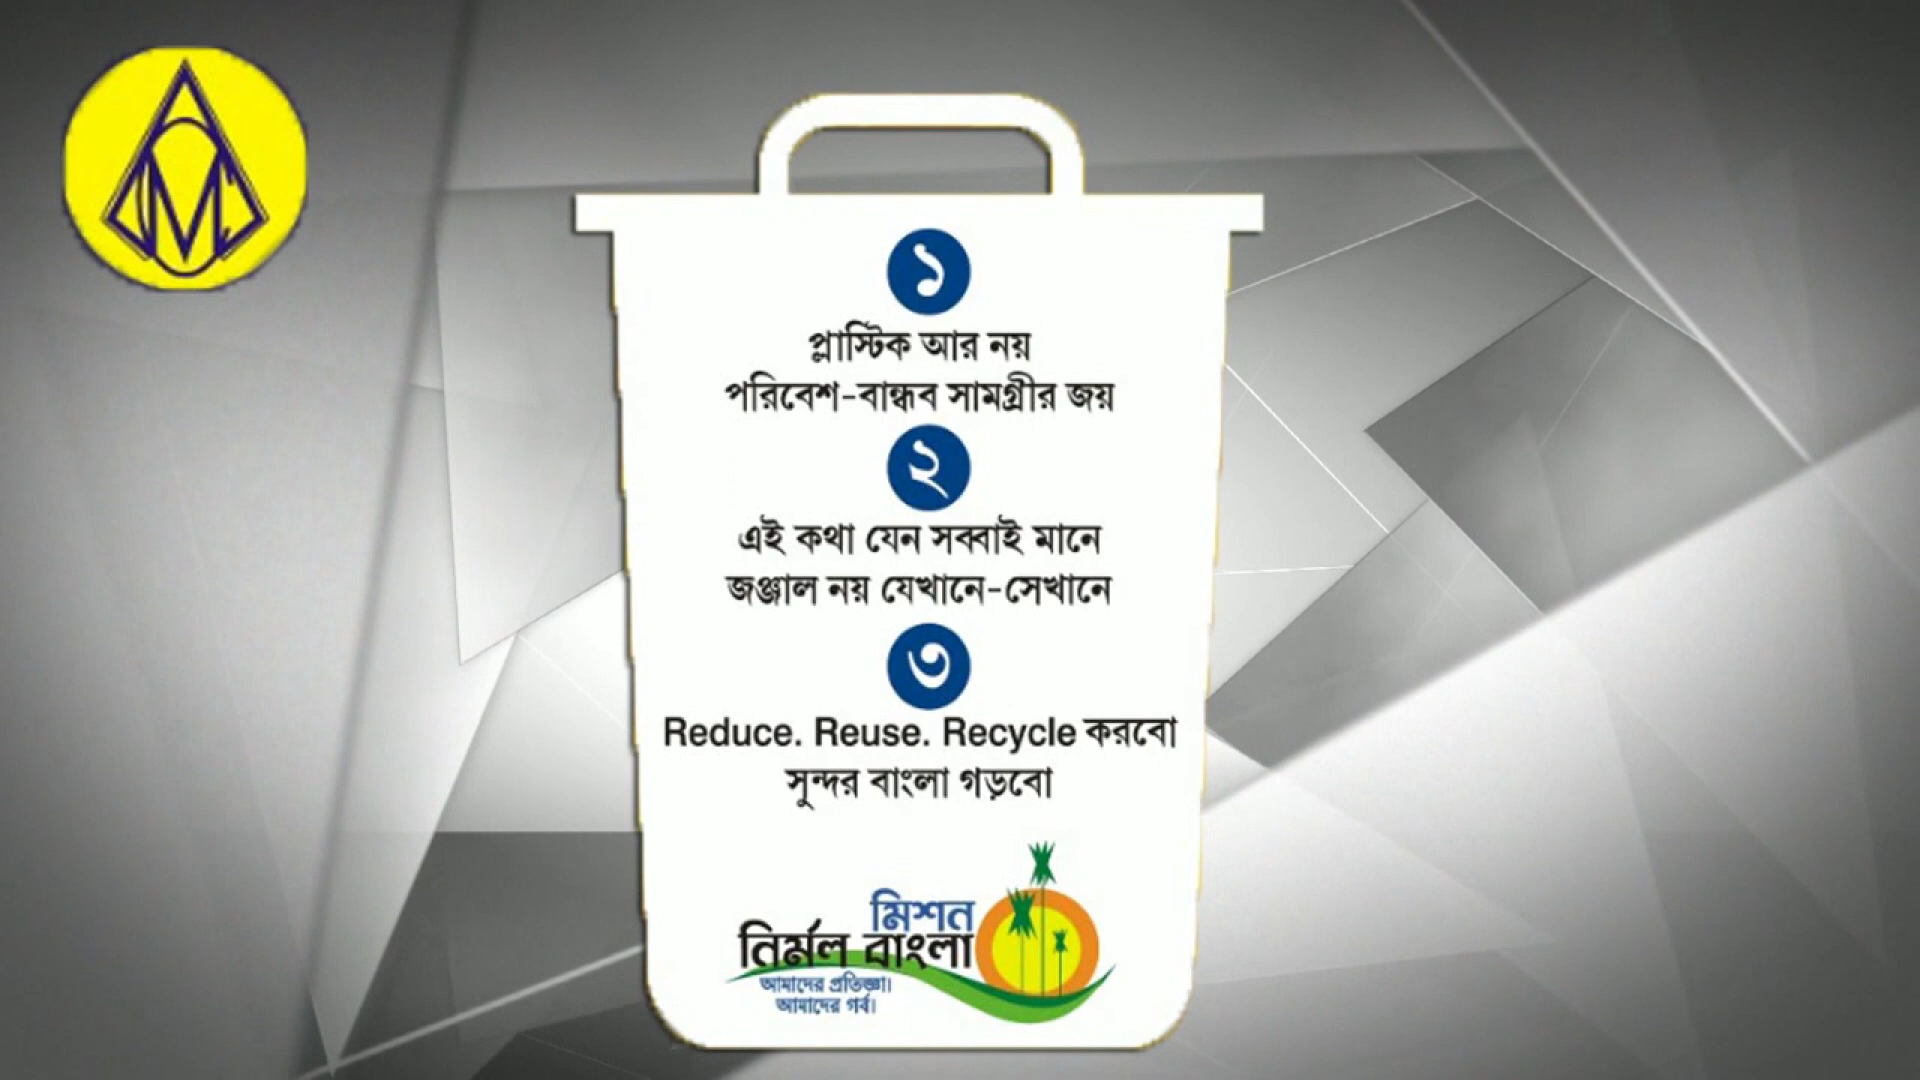 ১
প্লাস্টিক আর নয়
পরিবেশ-বান্ধব সামগ্রীর জয়
২
এই কথা যেন সব্বাই মানে
জঞ্জাল নয় যেখানে-সেখানে
৩
Reduce. Reuse. Recycle করবো
সুন্দর বাংলা গড়বো
মিশন
নির্মল বাংলা
আমাদের প্রতিজ্ঞা।
আমাদের গর্ব।